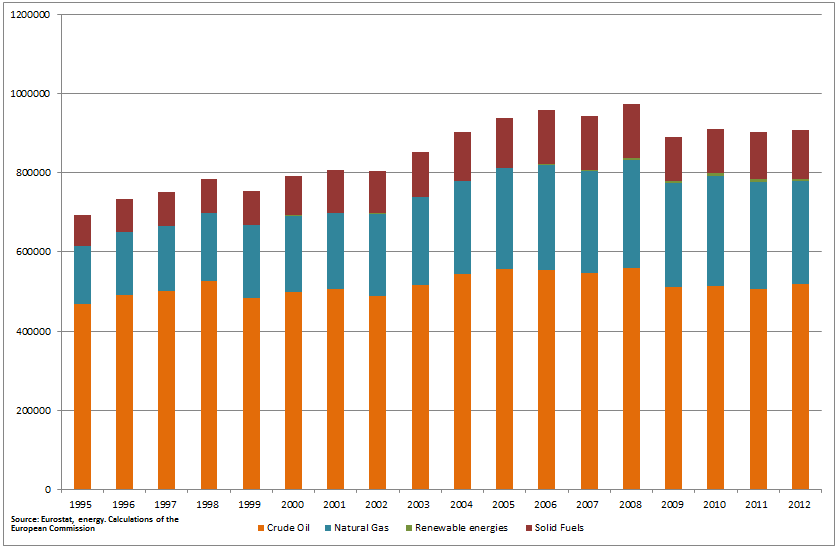 1200000
1000000
800000
600000
400000
200000
0
1995 1996 1997 1998 1999 2000 2001 2002 2003 2004 2005 2006 2007 2008 2009 2010 2011 2012
Source: Eurostat, energy. Calculations of the
European Commission
Crude Oil Natural Gas Renewable energies Solid Fuels